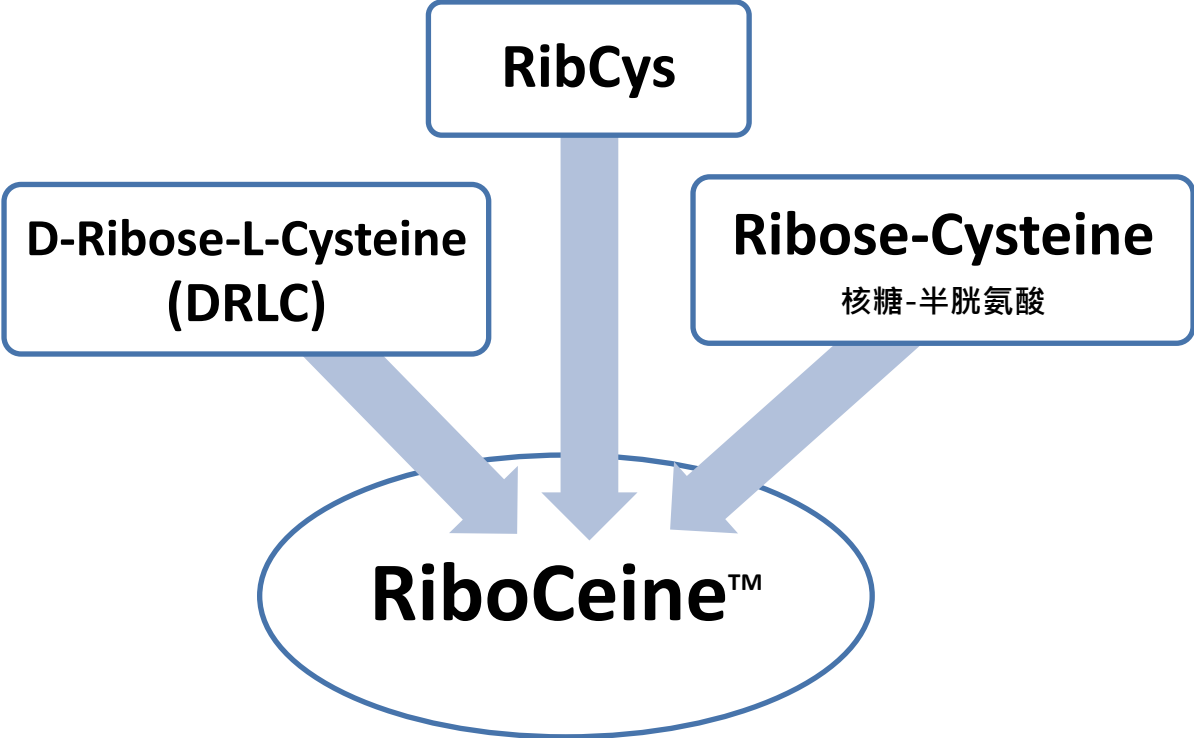 RibCys
D-Ribose-L-Cysteine
(DRLC)
Ribose-Cysteine
核糖-半胱氨酸
RiboCeine™